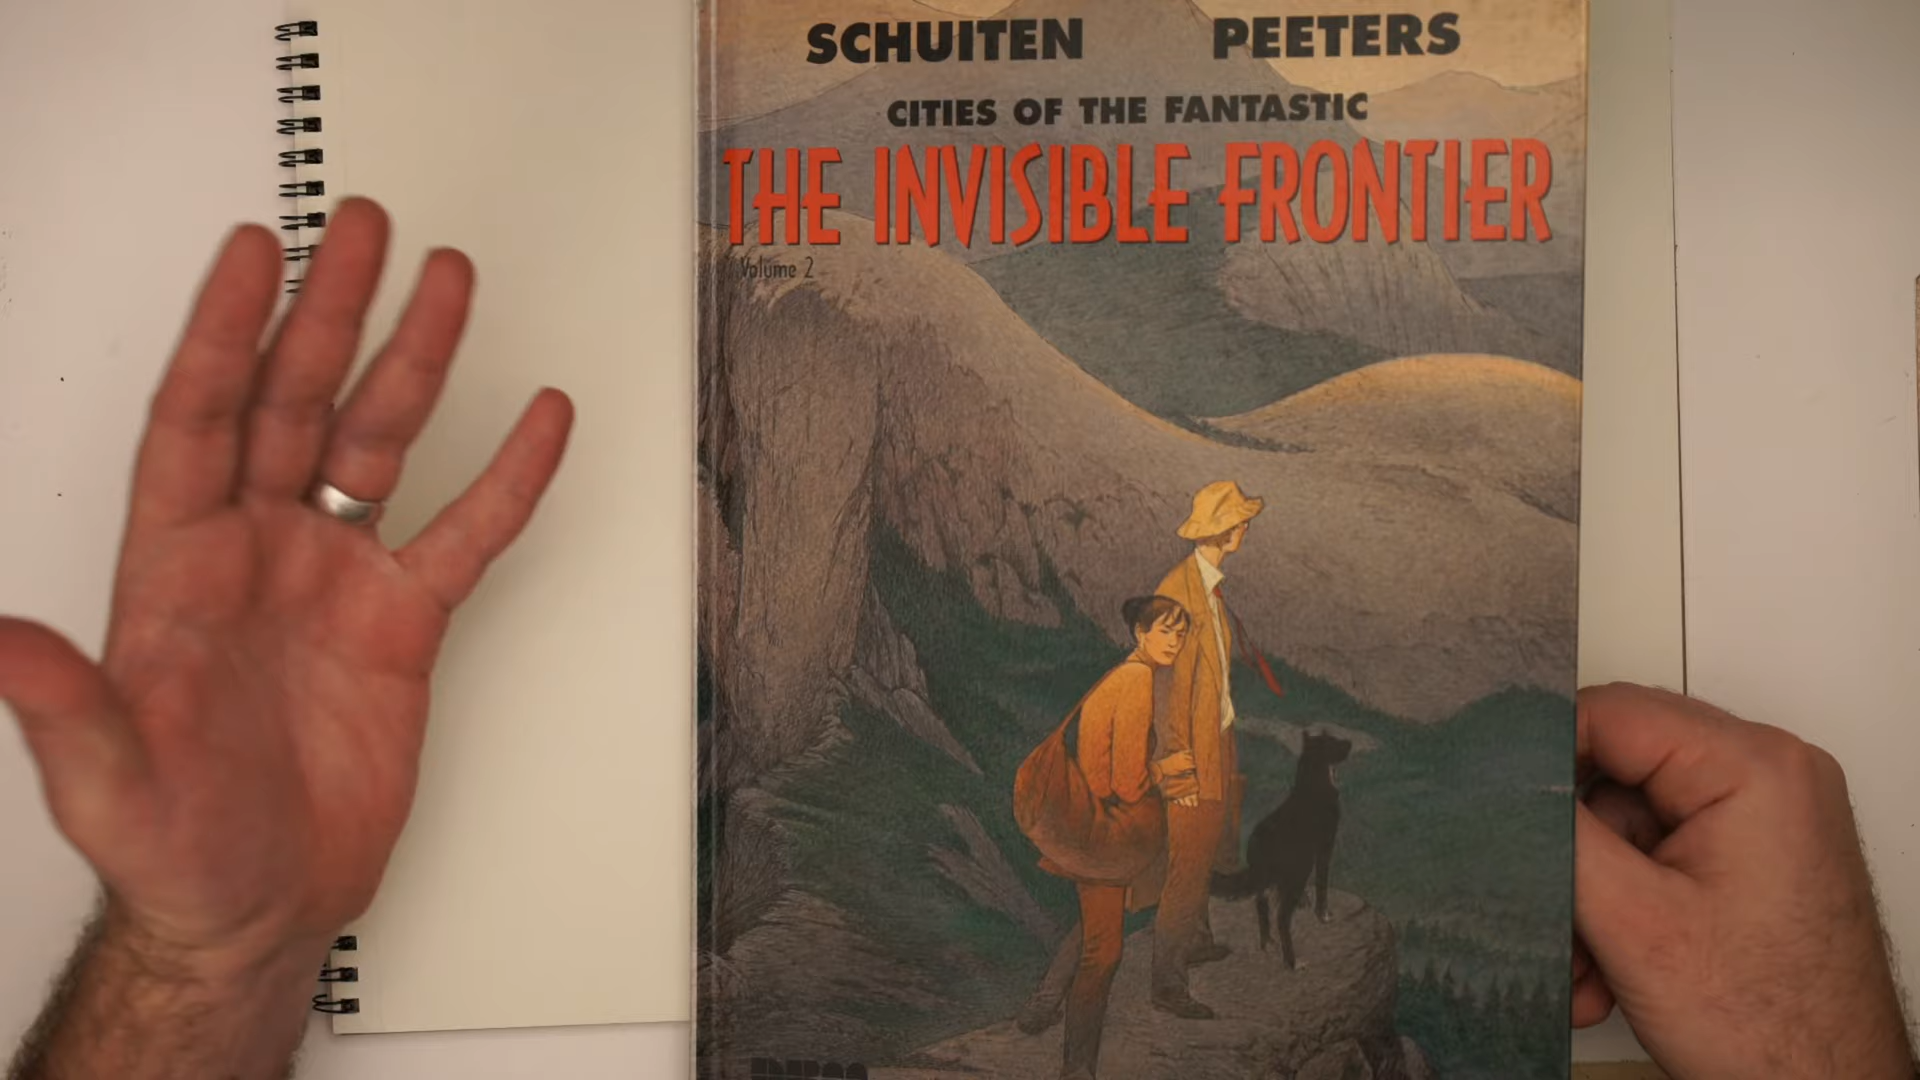 SCHUITEN PEETERS
CITIES OF THE FANTASTIC
THE INVISIBLE FRONTIER
Volume 2